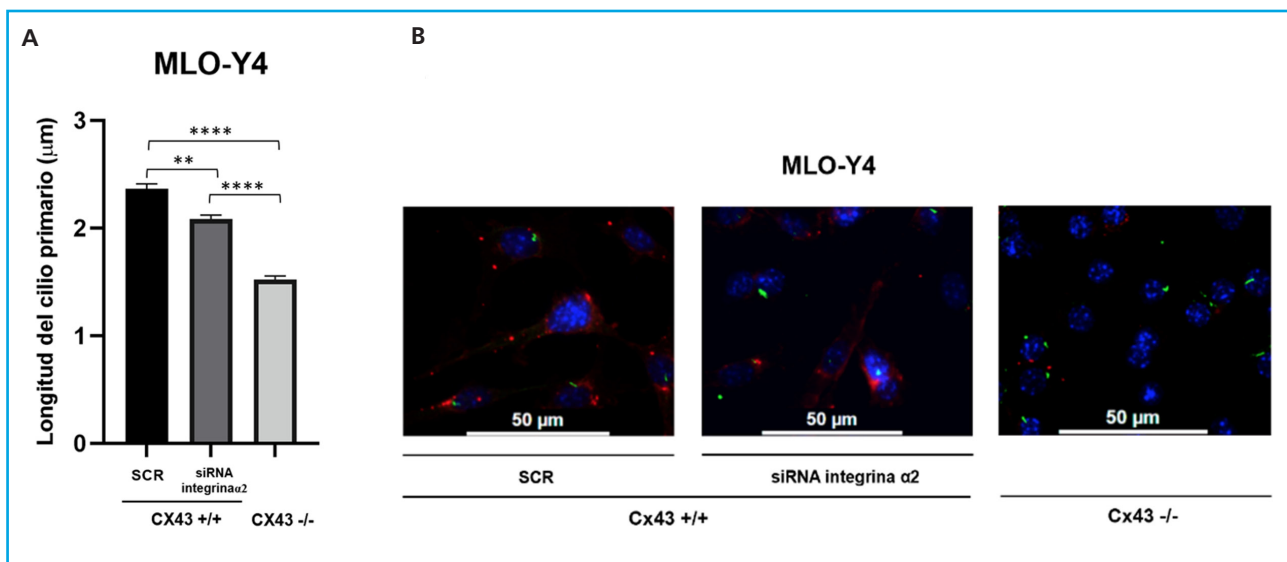 A
MLO-Y4
Longitud del cilio primario (μm)
3
2
1
0
****
**
****
SCR
siRNA
integrinaα2
CX43 +/+
CX43 -/-
B
MLO-Y4
50 μm
50 μm
50 μm
SCR
siRNA integrina α2
Cx43 +/+
Cx43 -/-